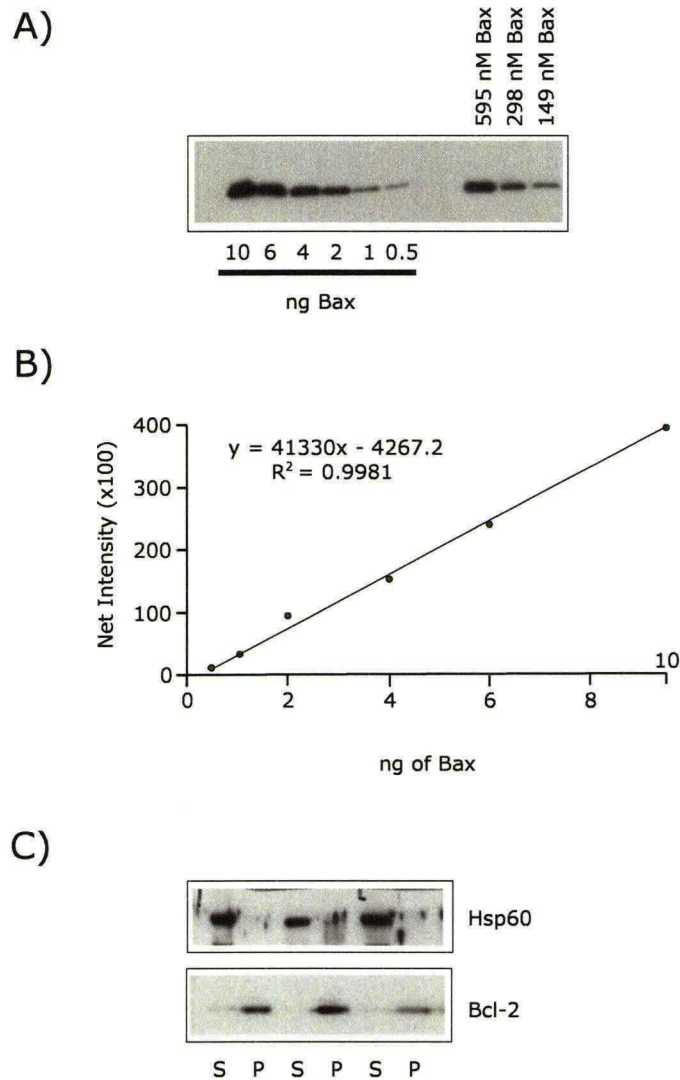 A)
595 nM Bax
298 nM Bax
149 nM Bax
10 6 4 2 1 0.5
ng Bax
B)
y = 41330x - 4267.2
R² = 0.9981
Net Intensity (x100)
400
300
200
100
0
0 2 4 6 8 10
ng of Bax
C)
Hsp60
Bcl-2
S P S P S P